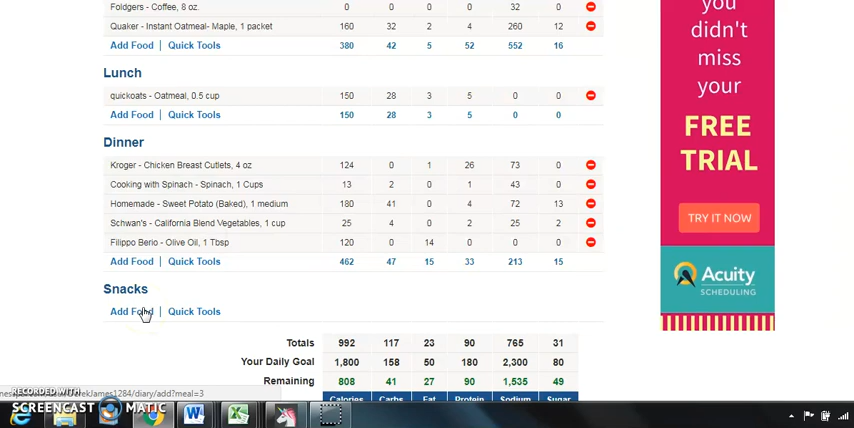 Foldgers - Coffee, 8 oz. 0 0 0 0 32 0
Quaker - Instant Oatmeal- Maple, 1 packet 160 32 2 4 260 12
Add Food | Quick Tools 380 42 5 52 552 16
Lunch
quickoats - Oatmeal, 0.5 cup 150 28 3 5 0 0
Add Food | Quick Tools 150 28 3 5 0 0
Dinner
Kroger - Chicken Breast Cutlets, 4 oz 124 0 1 26 73 0
Cooking with Spinach - Spinach, 1 Cups 13 2 0 1 43 0
Homemade - Sweet Potato (Baked), 1 medium 180 41 0 4 72 13
Schwan's - California Blend Vegetables, 1 cup 25 4 0 2 25 2
Filippo Berio - Olive Oil, 1 Tbsp 120 0 14 0 0 0
Add Food | Quick Tools 462 47 15 33 213 15
Snacks
Add Food | Quick Tools
Totals 992 117 23 90 765 31
Your Daily Goal 1,800 158 50 180 2,300 80
Remaining 808 41 27 90 1,535 49
Calories Carbs Fat Protein Sodium Sugar
you
didn't
miss
your
FREE
TRIAL
TRY IT NOW
Acuity
SCHEDULING
DerekJames1284/diary/add?meal=3
RECORDED WITH
SCREENCAST MATIC